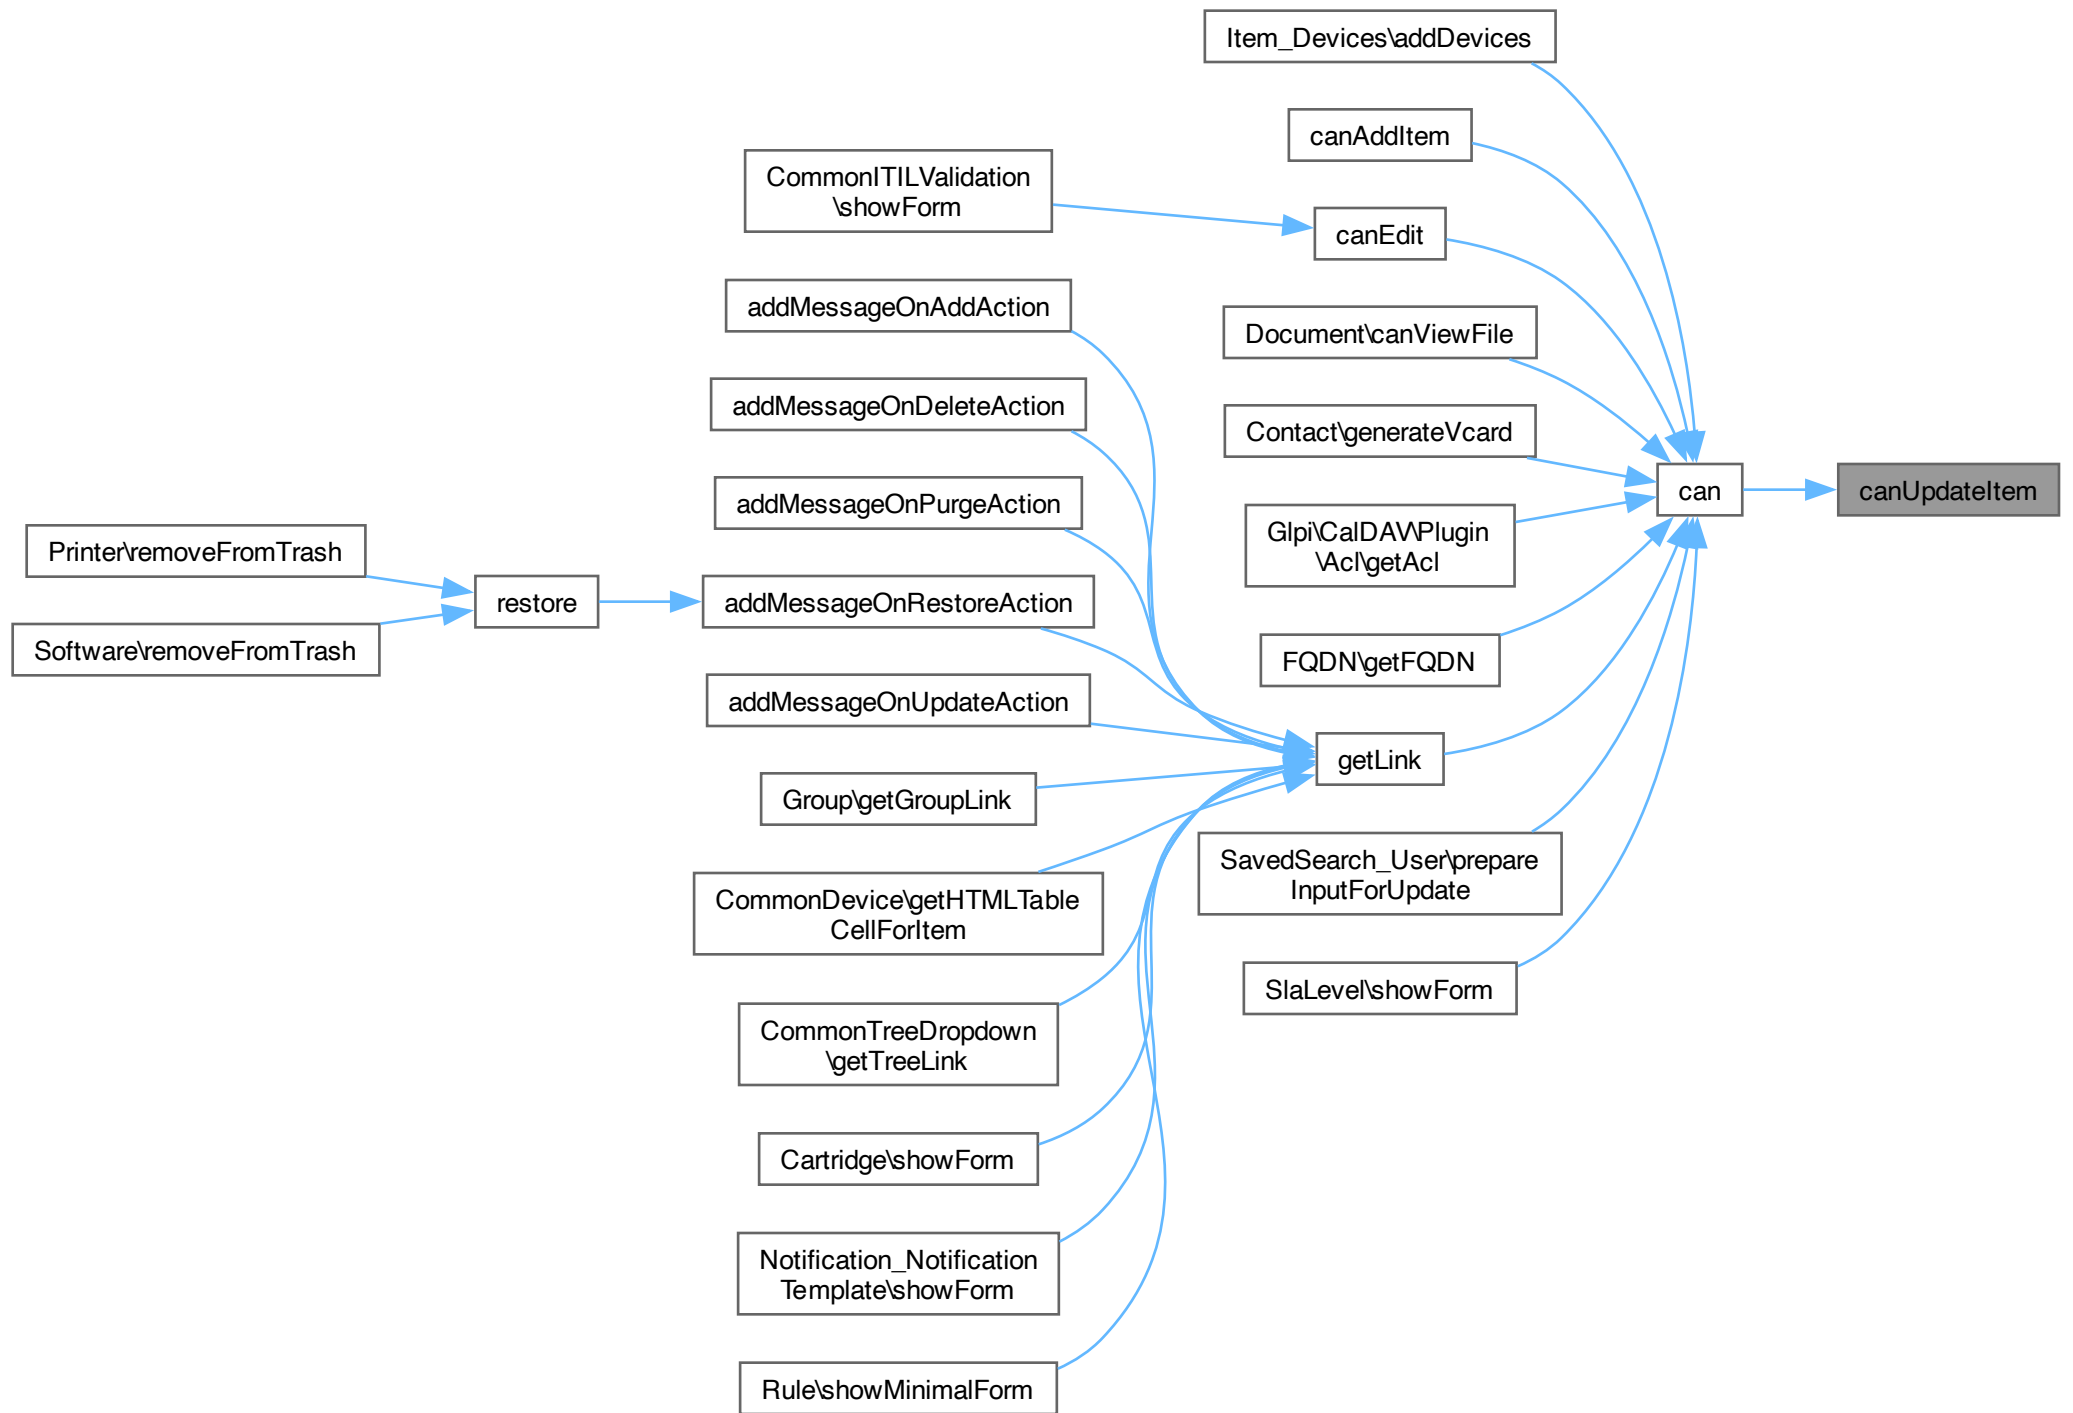 Item_Devices\addDevices
canAddItem
CommonITILValidation
\showForm
canEdit
addMessageOnAddAction
Document\canViewFile
addMessageOnDeleteAction
Contact\generateVcard
addMessageOnPurgeAction
can
canUpdateItem
Glpi\CalDAV\Plugin
\Acl\getAcl
Printer\removeFromTrash
restore
addMessageOnRestoreAction
Software\removeFromTrash
FQDN\getFQDN
addMessageOnUpdateAction
getLink
Group\getGroupLink
SavedSearch_User\prepare
InputForUpdate
CommonDevice\getHTMLTable
CellForItem
SlaLevel\showForm
CommonTreeDropdown
\getTreeLink
Cartridge\showForm
Notification_Notification
Template\showForm
Rule\showMinimalForm